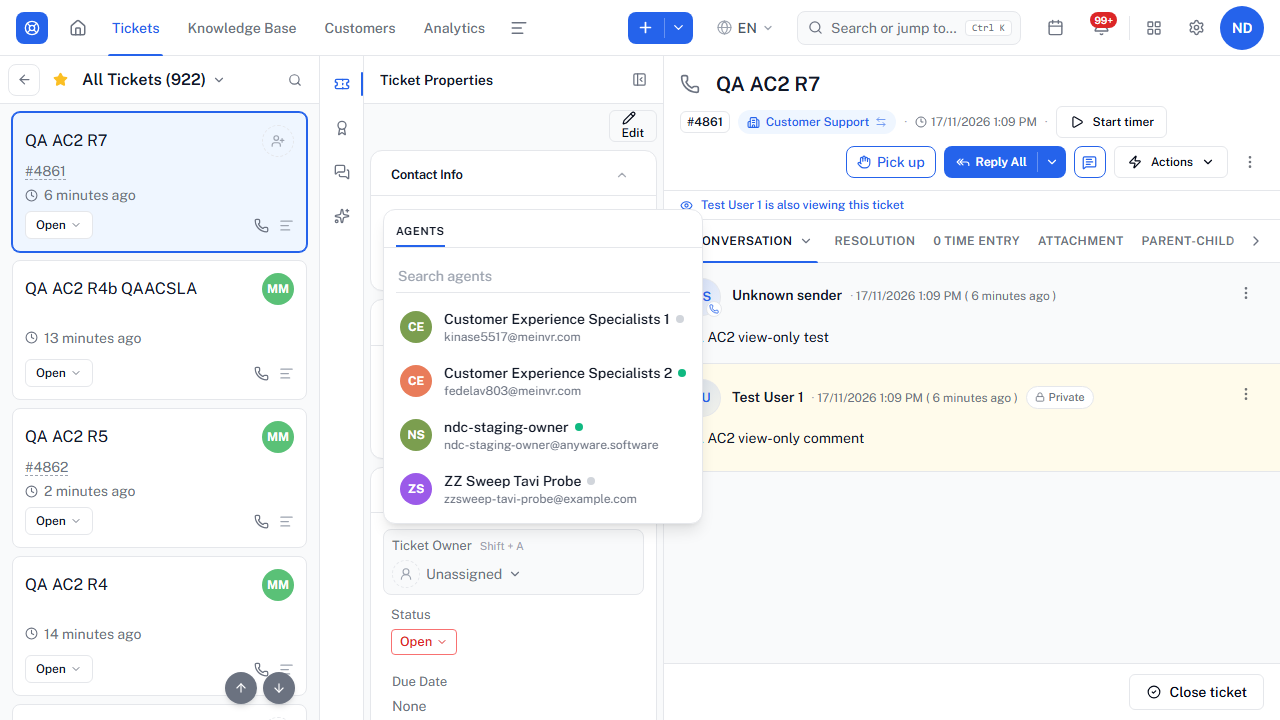 Tickets
Knowledge Base
Customers
Analytics
EN
Search or jump to...
Ctrl K
99+
ND
All Tickets (922)
QA AC2 R7
#4861
6 minutes ago
Open
QA AC2 R4b QAACSLA
MM
13 minutes ago
Open
QA AC2 R5
MM
#4862
2 minutes ago
Open
QA AC2 R4
MM
14 minutes ago
Open
Ticket Properties
Edit
Contact Info
AGENTS
Search agents
CE
Customer Experience Specialists 1
kinase5517@meinvr.com
CE
Customer Experience Specialists 2
fedelav803@meinvr.com
NS
ndc-staging-owner
ndc-staging-owner@anyware.software
ZS
ZZ Sweep Tavi Probe
zzsweep-tavi-probe@example.com
Ticket Owner Shift + A
Unassigned
Status
Open
Due Date
None
QA AC2 R7
#4861
Customer Support
· 17/11/2026 1:09 PM ·
Start timer
Pick up
Reply All
Actions
Test User 1 is also viewing this ticket
ONVERSATION
RESOLUTION
0 TIME ENTRY
ATTACHMENT
PARENT-CHILD
S
Unknown sender · 17/11/2026 1:09 PM ( 6 minutes ago )
AC2 view-only test
U
Test User 1 · 17/11/2026 1:09 PM ( 6 minutes ago ) Private
AC2 view-only comment
Close ticket